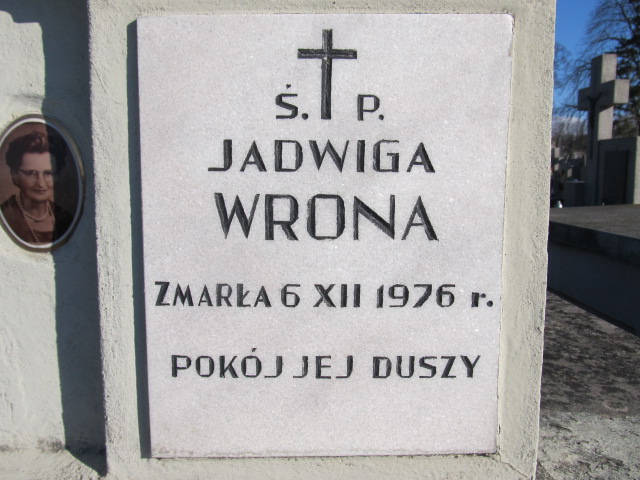 Ś. P.
JADWIGA
WRONA
ZMARŁA 6 XII 1976 r.
POKÓJ JEJ DUSZY